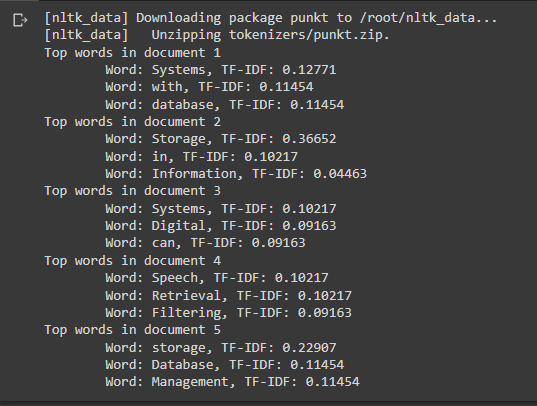 [nltk_data] Downloading package punkt to /root/nltk_data...
[nltk_data]   Unzipping tokenizers/punkt.zip.
Top words in document 1
        Word: Systems, TF-IDF: 0.12771
        Word: with, TF-IDF: 0.11454
        Word: database, TF-IDF: 0.11454
Top words in document 2
        Word: Storage, TF-IDF: 0.36652
        Word: in, TF-IDF: 0.10217
        Word: Information, TF-IDF: 0.04463
Top words in document 3
        Word: Systems, TF-IDF: 0.10217
        Word: Digital, TF-IDF: 0.09163
        Word: can, TF-IDF: 0.09163
Top words in document 4
        Word: Speech, TF-IDF: 0.10217
        Word: Retrieval, TF-IDF: 0.10217
        Word: Filtering, TF-IDF: 0.09163
Top words in document 5
        Word: storage, TF-IDF: 0.22907
        Word: Database, TF-IDF: 0.11454
        Word: Management, TF-IDF: 0.11454